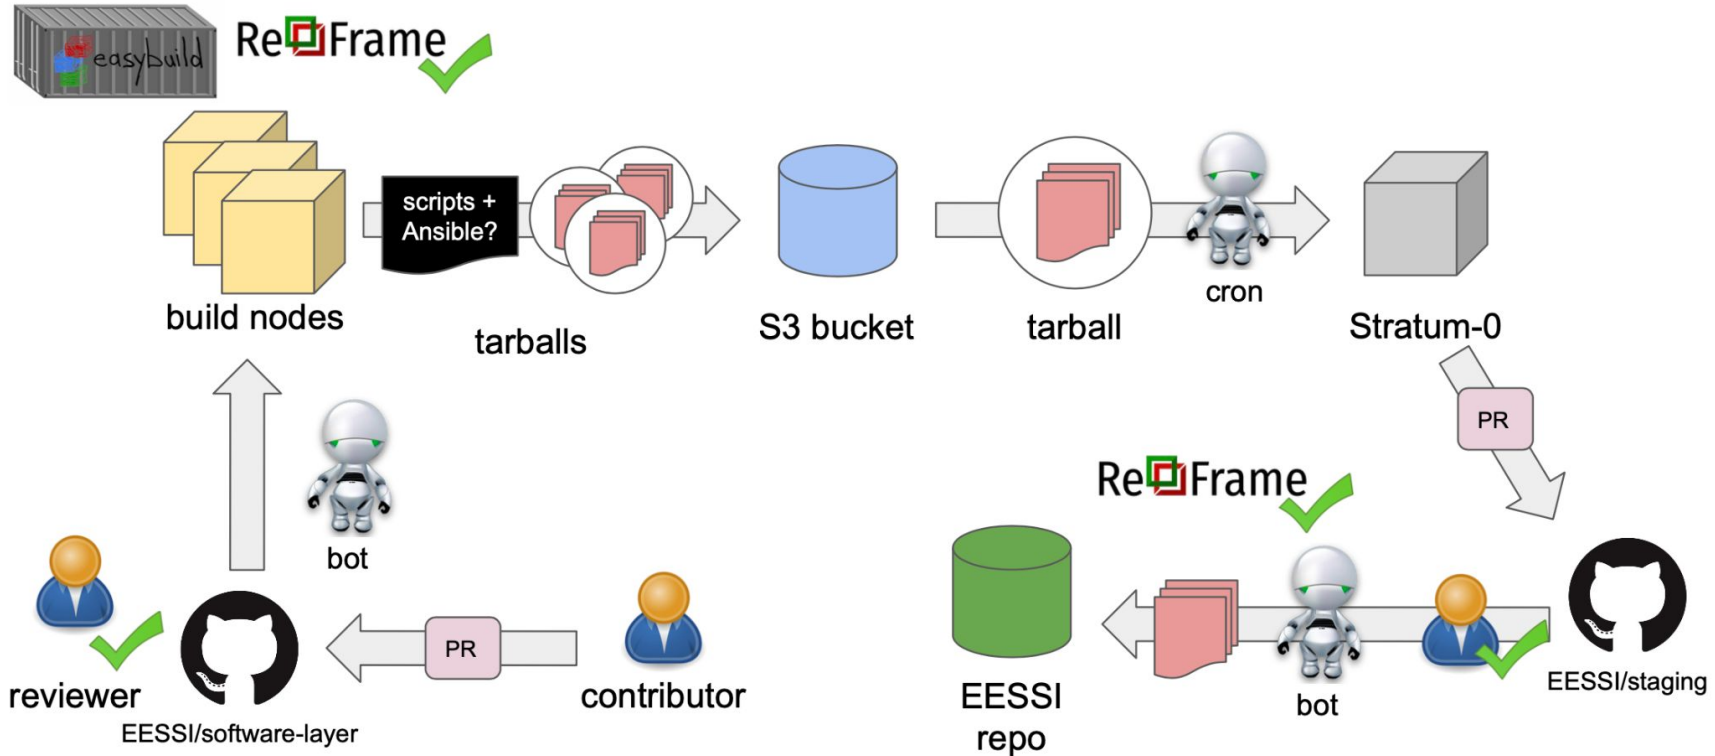 easybuild
ReFrame
scripts +
Ansible?
build nodes
tarballs
S3 bucket
tarball
cron
Stratum-0
PR
bot
reviewer
EESSI/software-layer
PR
contributor
ReFrame
EESSI
repo
bot
EESSI/staging